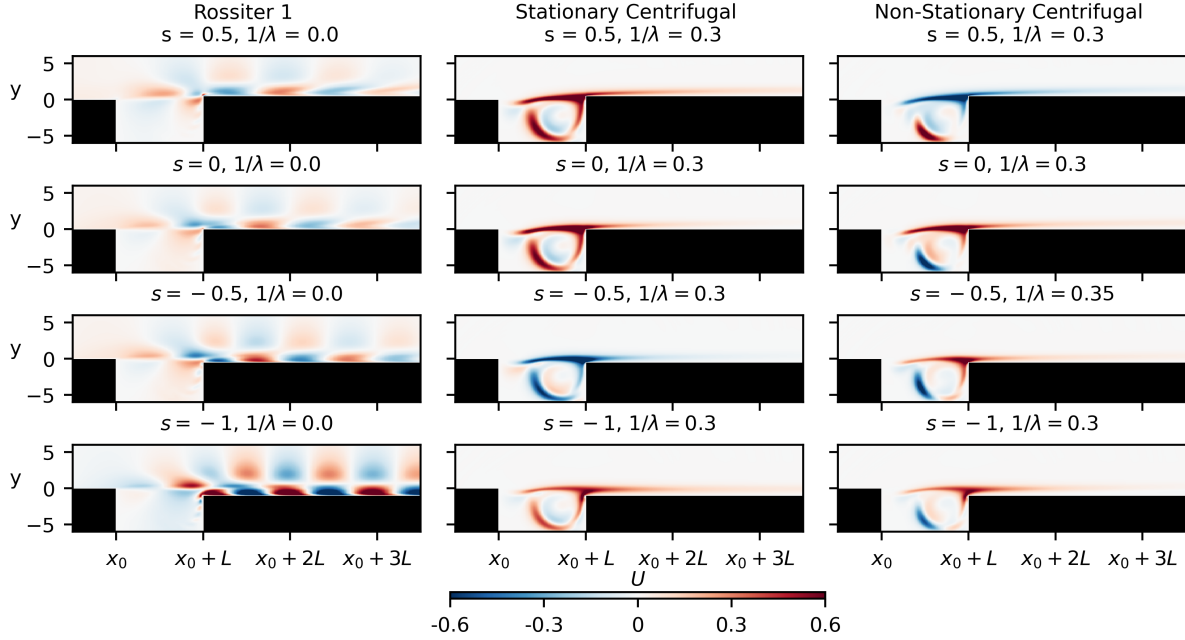 Rossiter 1 Stationary Centrifugal Non-Stationary Centrifugal
s = 0.5, 1/λ = 0.0 s = 0.5, 1/λ = 0.3 s = 0.5, 1/λ = 0.3
5
y 0
−5
s = 0, 1/λ = 0.0 s = 0, 1/λ = 0.3 s = 0, 1/λ = 0.3
5
y 0
−5
s = − 0.5, 1/λ = 0.0 s = − 0.5, 1/λ = 0.3 s = − 0.5, 1/λ = 0.35
5
y 0
−5
s = − 1, 1/λ = 0.0 s = − 1, 1/λ = 0.3 s = − 1, 1/λ = 0.3
5
y 0
−5
x₀ x₀ + L x₀ + 2L x₀ + 3L x₀ x₀ + L x₀ + 2L x₀ + 3L x₀ x₀ + L x₀ + 2L x₀ + 3L
U
-0.6 -0.3 0 0.3 0.6